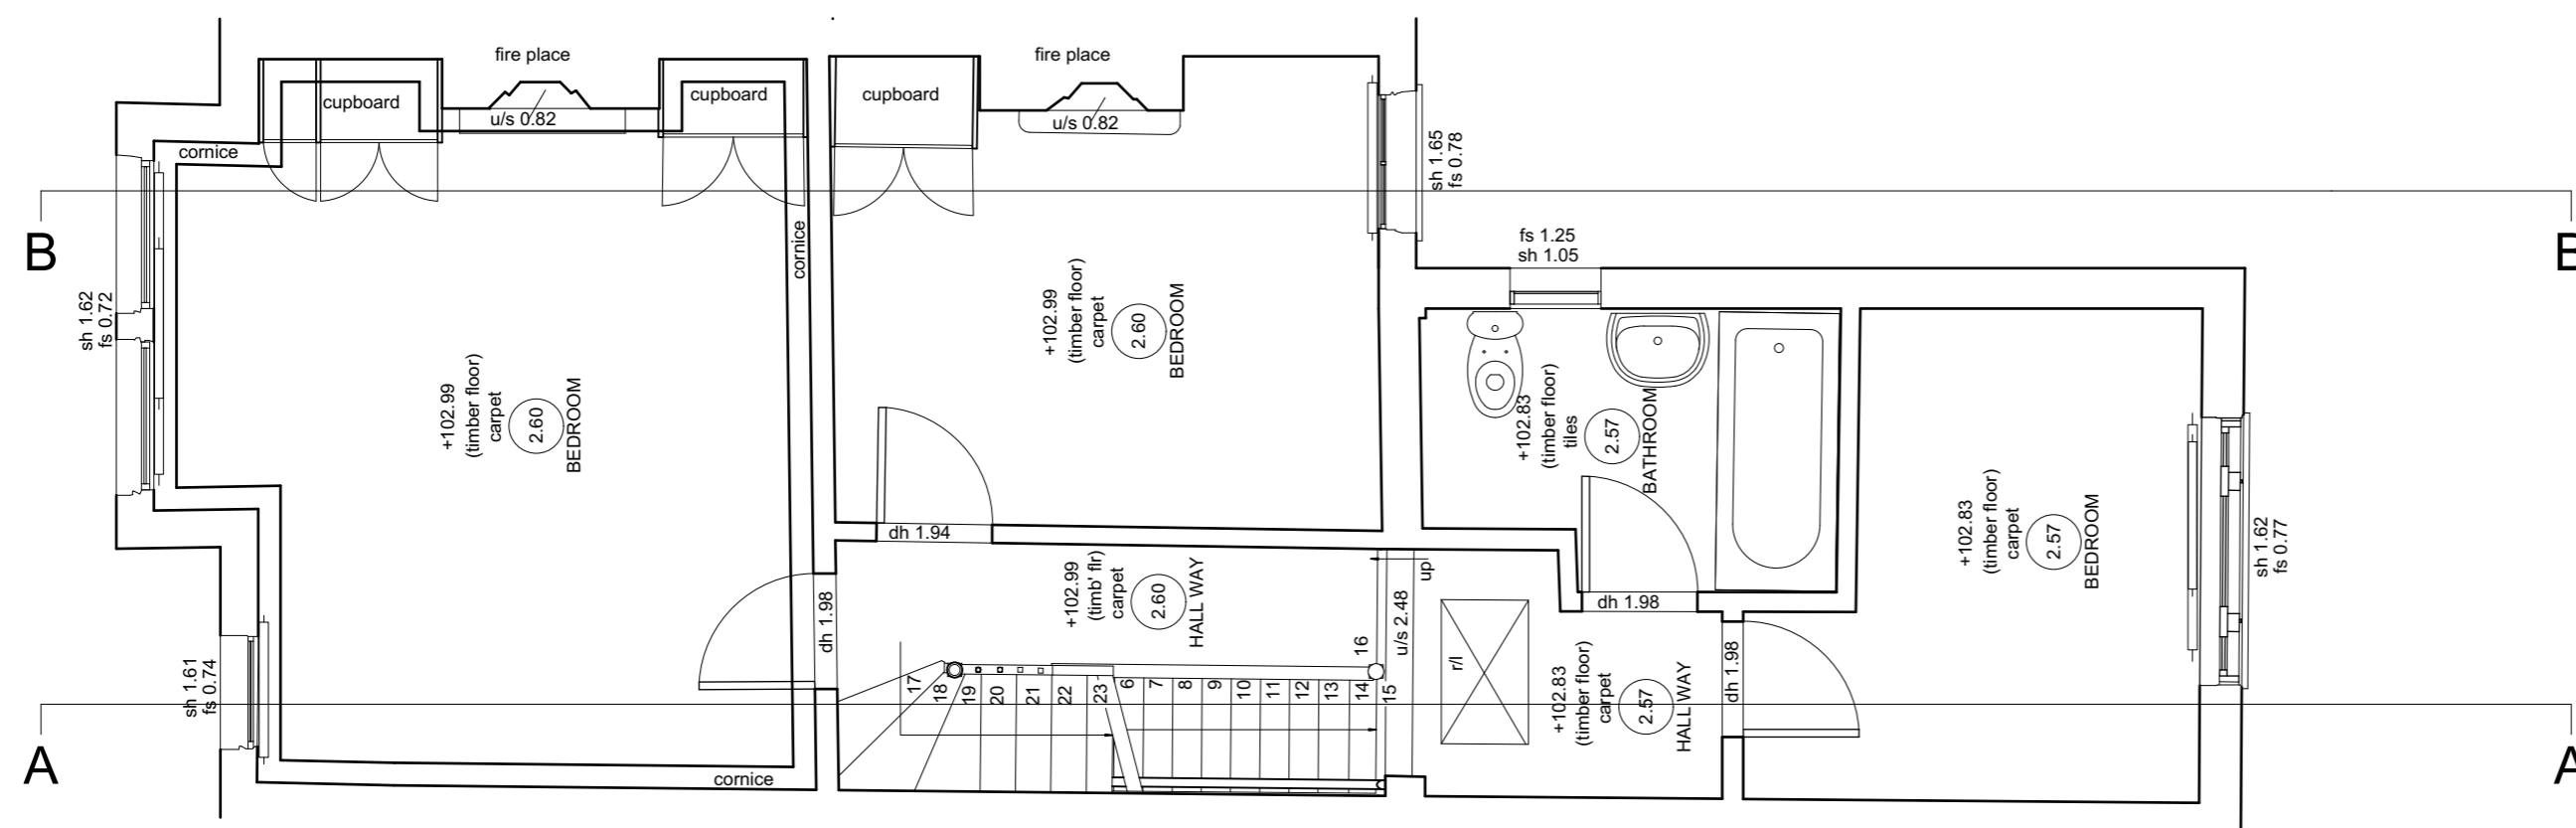 fire place
fire place
cupboard
cupboard
cupboard
u/s 0.82
u/s 0.82
cornice
cornice
sh 1.65
fs 0.78
B
B
fs 1.25
sh 1.05
sh 1.62
fs 0.72
+102.99
(timber floor)
carpet
2.60
BEDROOM
+102.99
(timber floor)
carpet
2.60
BEDROOM
+102.83
(timber floor)
tiles
2.57
BATHROOM
+102.83
(timber floor)
carpet
2.57
BEDROOM
sh 1.62
fs 0.77
dh 1.94
dh 1.98
+102.99
(timb' flr)
carpet
2.60
HALL WAY
up
u/s 2.48
dh 1.98
r/l
+102.83
(timber floor)
carpet
2.57
HALL WAY
dh 1.98
sh 1.61
fs 0.74
17
18
19
20
21
22
23
6
7
8
9
10
11
12
13
14
15
16
A
A
cornice